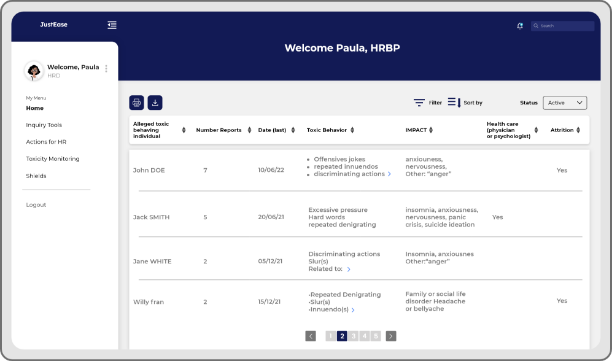 JustEase
Search
Welcome Paula, HRBP
Welcome, Paula
HRD
My Menu
Home
Inquiry Tools
Actions for HR
Toxicity Monitoring
Shields
Logout
Filter
Sort by
Status
Active
Alleged toxic
behaving
individual
Number Reports
Date (last)
Toxic Behavior
IMPACT
Health care
(physician
or psychologist)
Attrition
John DOE
7
10/06/22
• Offensives jokes
• repeated innuendos
• discriminating actions >
anxiouness,
nervousness.
Other: "anger"
Yes
Jack SMITH
5
20/06/21
Excessive pressure
Hard words
repeated denigrating
insomnia, anxiousness,
nervousness, panic
crisis, suicide ideation
Yes
Jane WHITE
2
05/12/21
Discriminating actions
Slur(s)
Related to: >
Insomnia, anxiousnes
Other:"anger"
Willy fran
2
15/12/21
-Repeated Denigrating
-Slur(s)
-Innuendo(s) >
Family or social life
disorder Headache
or bellyache
Yes
< 1 2 3 4 5 >